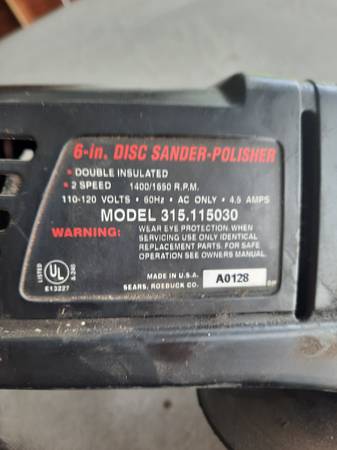 6-in. DISC SANDER-POLISHER
• DOUBLE INSULATED
• 2 SPEED 1400/1650 R.P.M.
110-120 VOLTS • 60Hz • AC ONLY • 4.5 AMPS
MODEL 315.115030
WARNING: WEAR EYE PROTECTION. WHEN
SERVICING USE ONLY IDENTICAL
REPLACEMENT PARTS. FOR SAFE
OPERATION SEE OWNERS MANUAL.
LISTED
UL
E13227
MADE IN U.S.A.
SEARS, ROEBUCK CO.
A0128